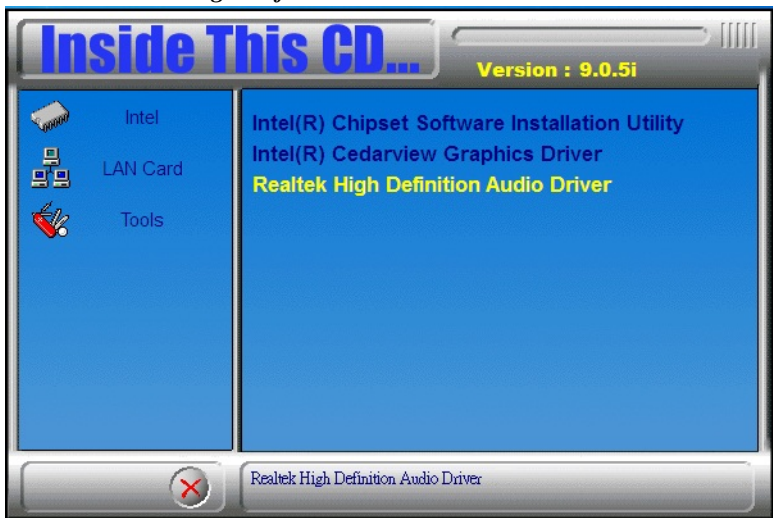 Inside This CD...
Version : 9.0.5i
Intel
LAN Card
Tools
Intel(R) Chipset Software Installation Utility
Intel(R) Cedarview Graphics Driver
Realtek High Definition Audio Driver
Realtek High Definition Audio Driver